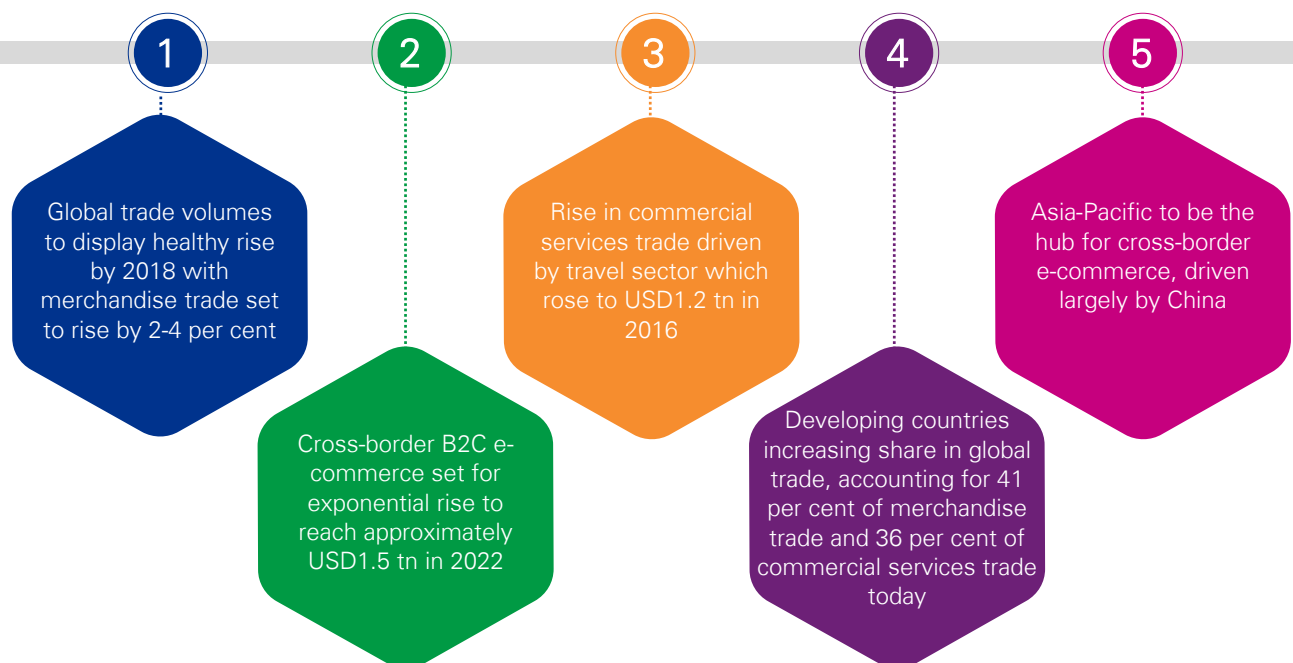 1
Global trade volumes
to display healthy rise
by 2018 with
merchandise trade set
to rise by 2-4 per cent
2
Cross-border B2C e-
commerce set for
exponential rise to
reach approximately
USD1.5 tn in 2022
3
Rise in commercial
services trade driven
by travel sector which
rose to USD1.2 tn in
2016
4
Developing countries
increasing share in global
trade, accounting for 41
per cent of merchandise
trade and 36 per cent of
commercial services trade
today
5
Asia-Pacific to be the
hub for cross-border
e-commerce, driven
largely by China